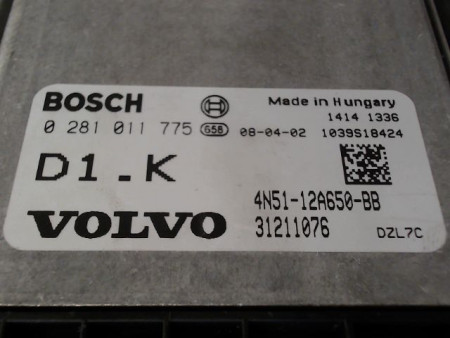 BOSCH Made in Hungary
1414 1336
0 281 011 775 G5B 08-04-02 1039S18424
D1.K
4N51-12A650-BB
VOLVO 31211076 DZL7C